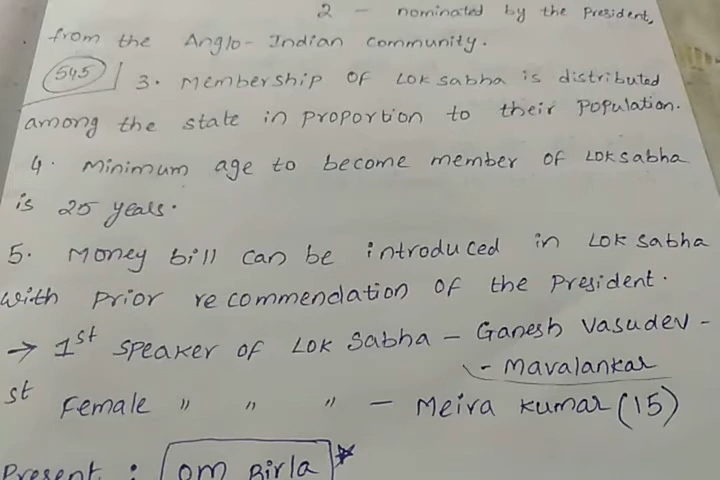 2 - nominated by the President,
from the Anglo-Indian community.
545 3. Membership of Lok sabha is distributed
among the state in proportion to their population.
4. Minimum age to become member of Loksabha
is 25 years.
5. Money bill can be introduced in Lok sabha
with prior recommendation of the President.
→ 1st speaker of Lok Sabha - Ganesh Vasudev -
- Mavalankar
st Female " " " - Meira Kumar (15)
Present : om Birla